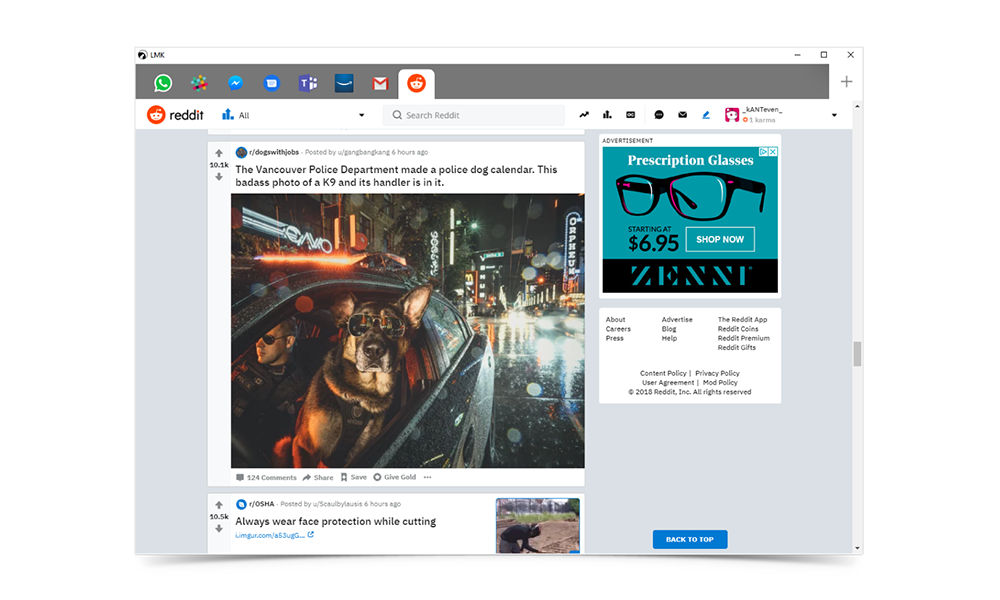 LMK
reddit
All
Search Reddit
_kANTeven_
1 karma
r/dogswithjobs · Posted by u/gangbangkang 6 hours ago
10.1k
The Vancouver Police Department made a police dog calendar. This
badass photo of a K9 and its handler is in it.
ORPHEUM
124 Comments
Share
Save
Give Gold
r/OSHA · Posted by u/Scaulbylausis 6 hours ago
10.5k
Always wear face protection while cutting
i.imgur.com/a53ugG...
ADVERTISEMENT
Prescription Glasses
STARTING AT
$6.95
SHOP NOW
ZENNI
About
Advertise
The Reddit App
Careers
Blog
Reddit Coins
Press
Help
Reddit Premium
Reddit Gifts
Content Policy | Privacy Policy
User Agreement | Mod Policy
© 2018 Reddit, Inc. All rights reserved
BACK TO TOP